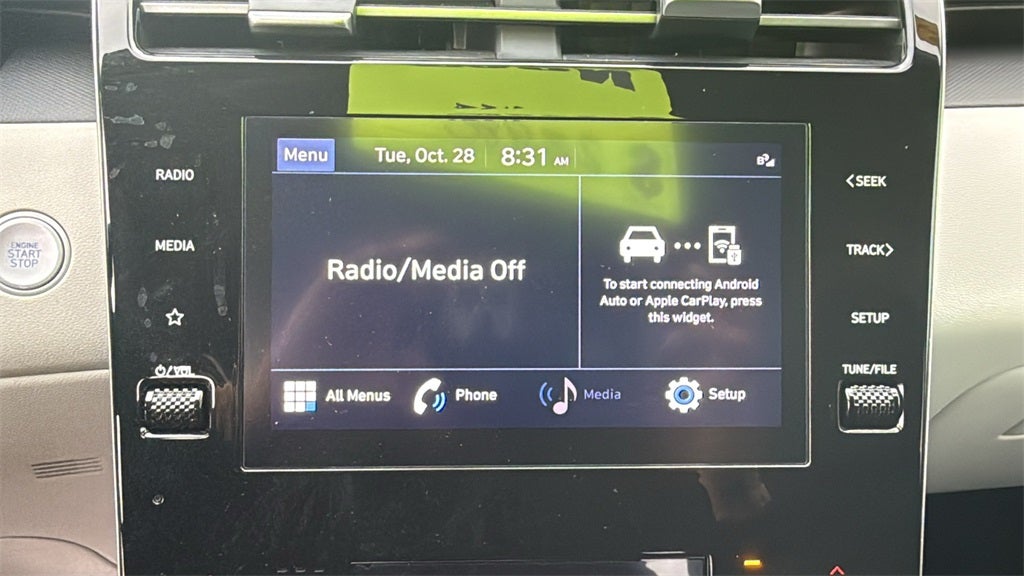 Menu
Tue, Oct. 28
8:31 AM
RADIO
<SEEK
ENGINE
START
STOP
MEDIA
TRACK>
Radio/Media Off
To start connecting Android
Auto or Apple CarPlay, press
this widget.
SETUP
⏻/VOL
TUNE/FILE
All Menus
Phone
Media
Setup